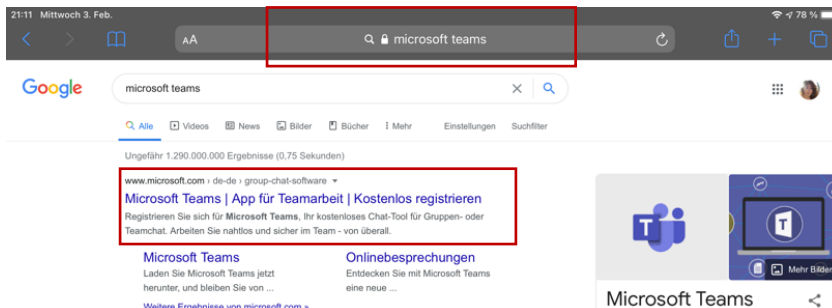 21:11 Mittwoch 3. Feb.
78 %
AA
microsoft teams
Google
microsoft teams
Alle Videos News Bilder Bücher Mehr Einstellungen Suchfilter
Ungefähr 1.290.000.000 Ergebnisse (0,75 Sekunden)
www.microsoft.com › de-de › group-chat-software
Microsoft Teams | App für Teamarbeit | Kostenlos registrieren
Registrieren Sie sich für Microsoft Teams, Ihr kostenloses Chat-Tool für Gruppen- oder
Teamchat. Arbeiten Sie nahtlos und sicher im Team - von überall.
Microsoft Teams
Laden Sie Microsoft Teams jetzt
herunter, und bleiben Sie von ...
Onlinebesprechungen
Entdecken Sie mit Microsoft Teams
eine neue ...
Weitere Ergebnisse von microsoft.com »
T
T
Mehr Bilder
Microsoft Teams